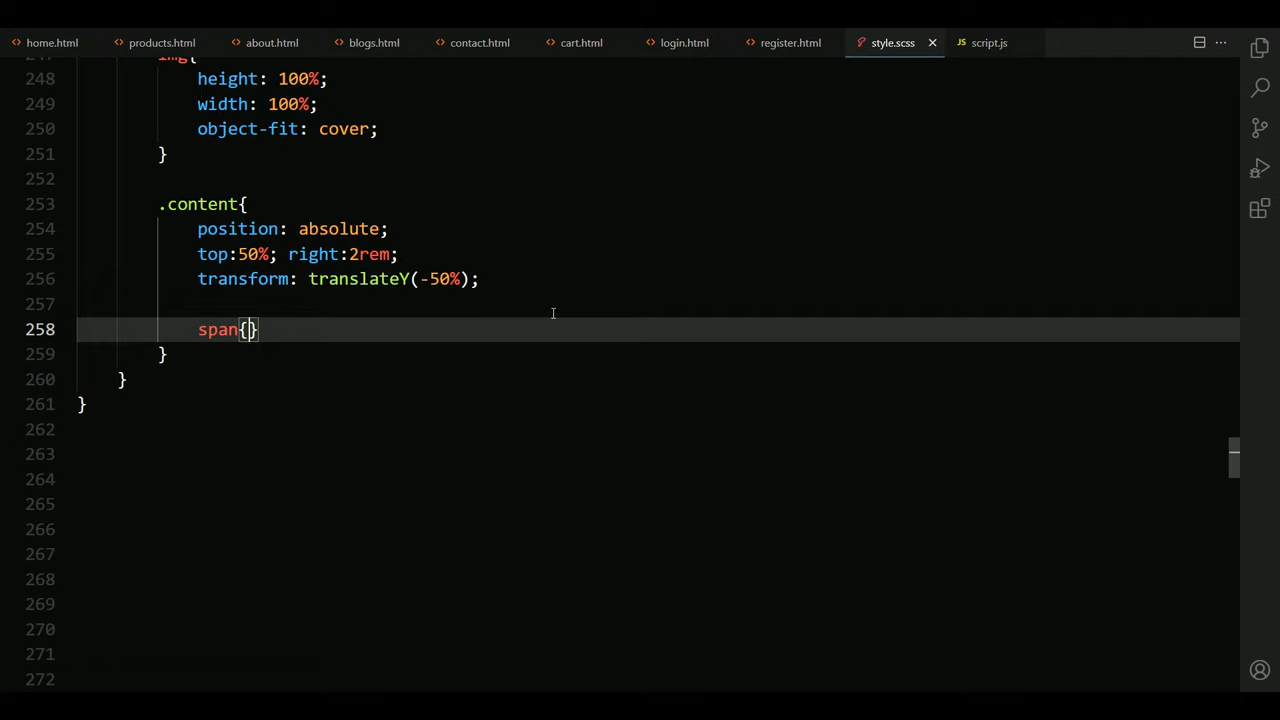 home.html products.html about.html blogs.html contact.html cart.html login.html register.html style.scss script.js
247 img{
248 height: 100%;
249 width: 100%;
250 object-fit: cover;
251 }
252
253 .content{
254 position: absolute;
255 top:50%; right:2rem;
256 transform: translateY(-50%);
257
258 span{}
259 }
260 }
261 }
262
263
264
265
266
267
268
269
270
271
272